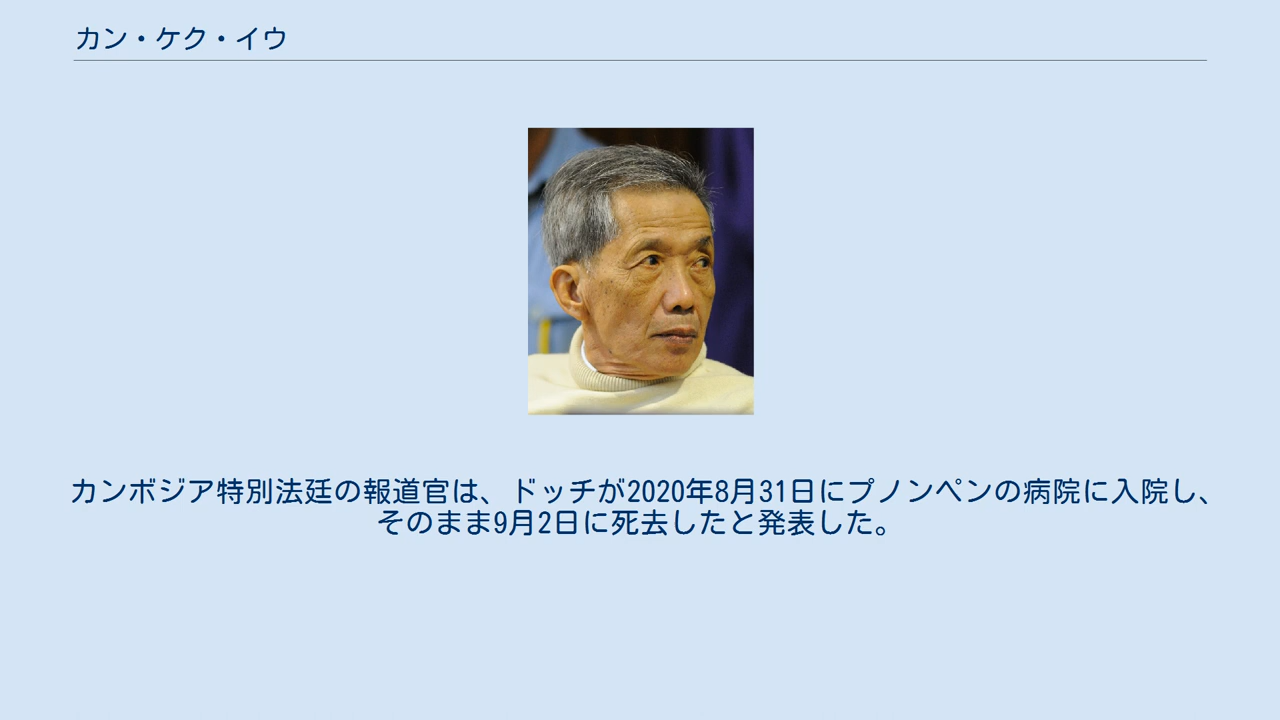 カン・ケク・イウ
カンボジア特別法廷の報道官は、ドッチが2020年8月31日にプノンペンの病院に入院し、
そのまま9月2日に死去したと発表した。